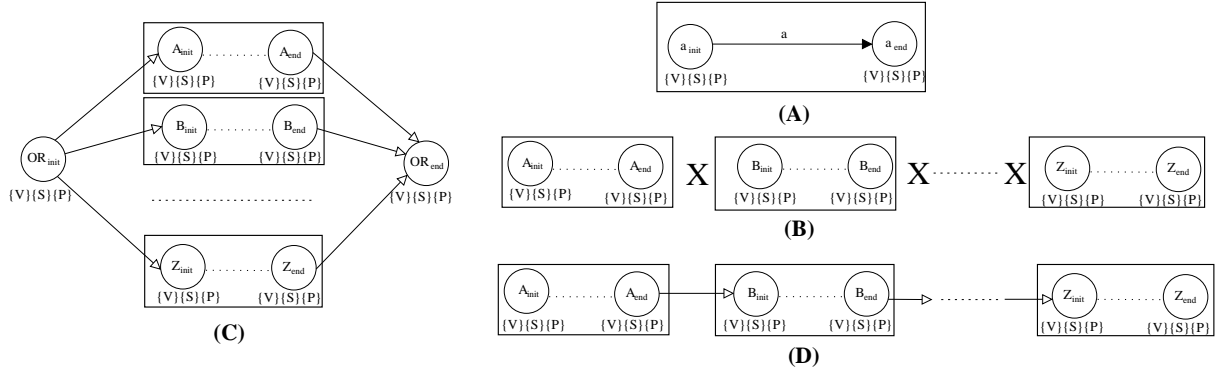 A init
A end
{V}{S}{P}
{V}{S}{P}
B init
B end
{V}{S}{P}
{V}{S}{P}
OR init
{V}{S}{P}
OR end
{V}{S}{P}
Z init
Z end
{V}{S}{P}
{V}{S}{P}
(C)
a init
a
a end
{V}{S}{P}
{V}{S}{P}
(A)
A init
A end
X
B init
B end
X
X
Z init
Z end
{V}{S}{P}
{V}{S}{P}
{V}{S}{P}
{V}{S}{P}
{V}{S}{P}
{V}{S}{P}
(B)
A init
A end
B init
B end
Z init
Z end
{V}{S}{P}
{V}{S}{P}
{V}{S}{P}
{V}{S}{P}
{V}{S}{P}
{V}{S}{P}
(D)